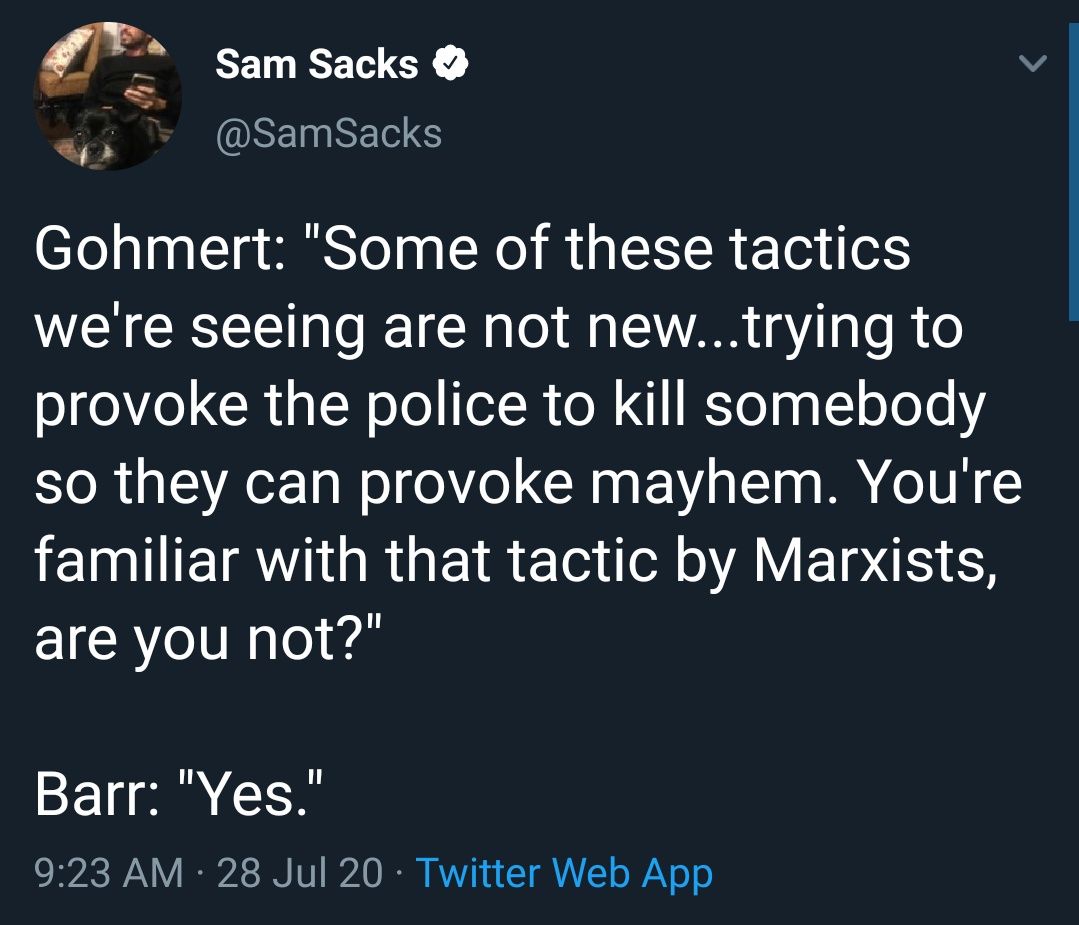 Sam Sacks
@SamSacks
Gohmert: "Some of these tactics
we're seeing are not new...trying to
provoke the police to kill somebody
so they can provoke mayhem. You're
familiar with that tactic by Marxists,
are you not?"
Barr: "Yes."
9:23 AM · 28 Jul 20 · Twitter Web App